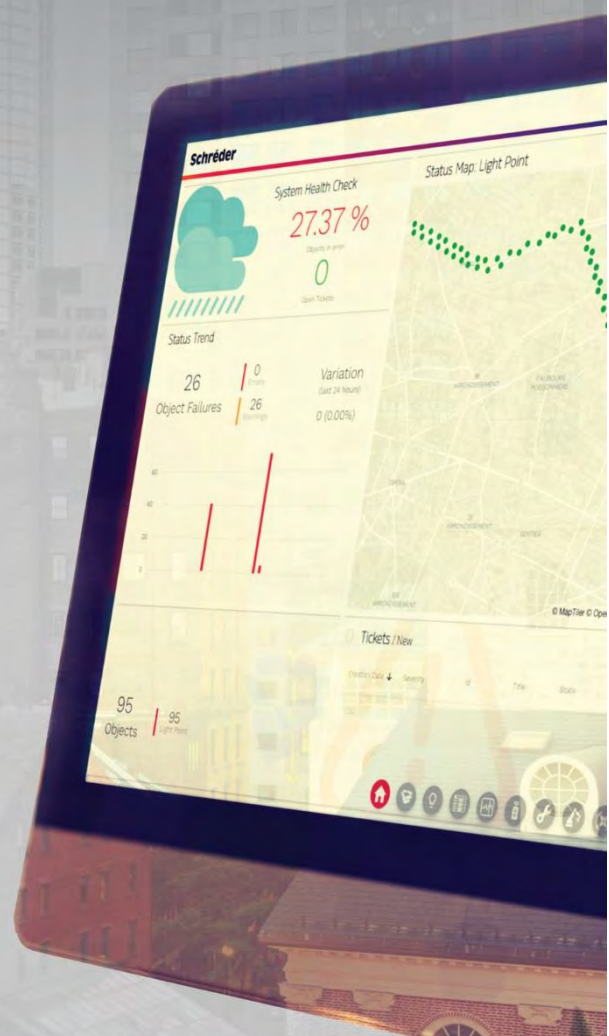 Schréder
System Health Check
27.37 %
Objects in error
0
Open Tickets
Status Trend
26
Object Failures
0
Errors
26
Warnings
Variation
(last 24 hours)
0 (0.00%)
60
40
20
0
95
Objects
95
Light Point
Status Map: Light Point
ARRONDISSEMENT
FAUBOURG
POISSONNIÈRE
ARRONDISSEMENT
SENTIER
ARRONDISSEMENT
© MapTiler © Ope
0 Tickets / New
Creation Date Severity Id Title State